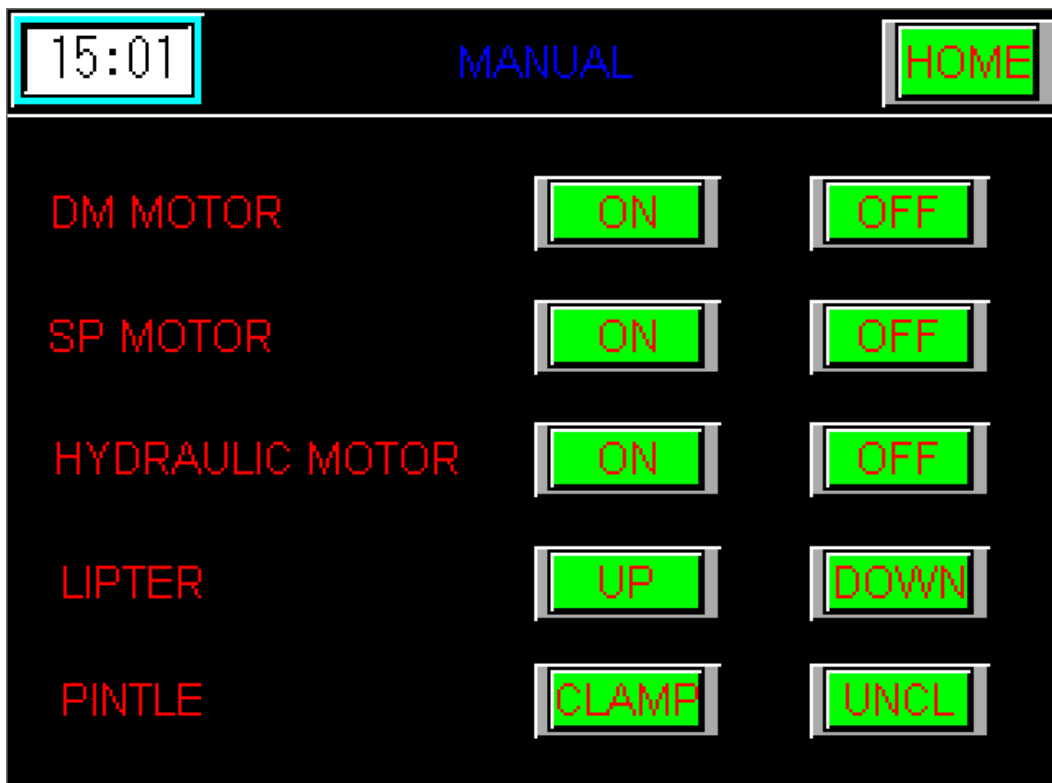 15:01 MANUAL HOME
DM MOTOR ON OFF
SP MOTOR ON OFF
HYDRAULIC MOTOR ON OFF
LIPTER UP DOWN
PINTLE CLAMP UNCL